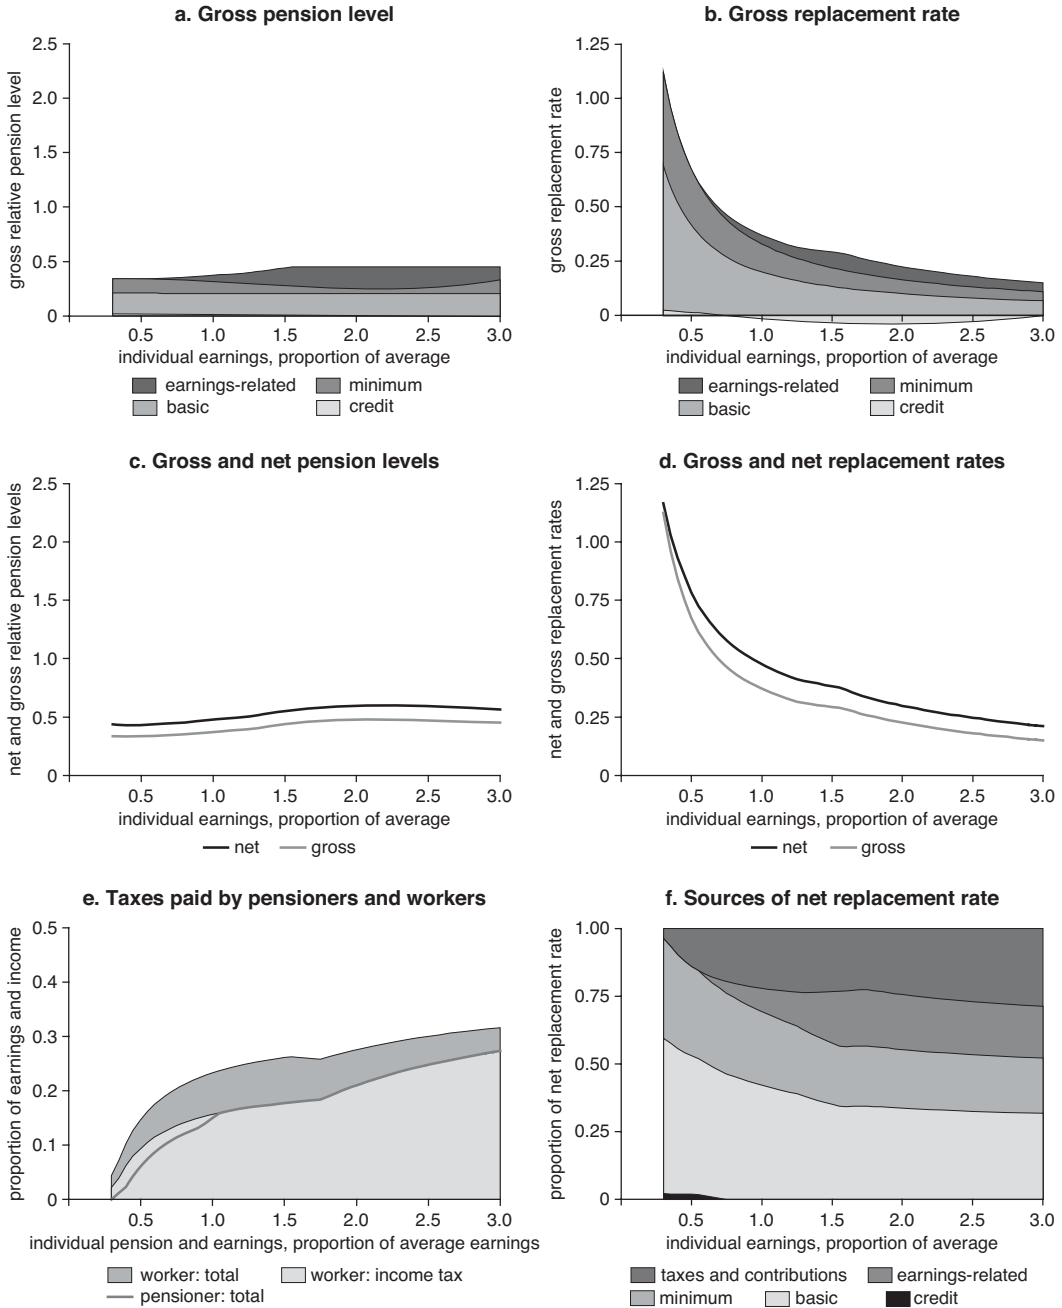 a. Gross pension level
gross relative pension level
2.5
2.0
1.5
1.0
0.5
0
0.5 1.0 1.5 2.0 2.5 3.0
individual earnings, proportion of average
earnings-related minimum
basic credit
b. Gross replacement rate
gross replacement rate
1.25
1.00
0.75
0.50
0.25
0
0.5 1.0 1.5 2.0 2.5 3.0
individual earnings, proportion of average
earnings-related minimum
basic credit
c. Gross and net pension levels
net and gross relative pension levels
2.5
2.0
1.5
1.0
0.5
0
0.5 1.0 1.5 2.0 2.5 3.0
individual earnings, proportion of average
net gross
d. Gross and net replacement rates
net and gross replacement rates
1.25
1.00
0.75
0.50
0.25
0
0.5 1.0 1.5 2.0 2.5 3.0
individual earnings, proportion of average
net gross
e. Taxes paid by pensioners and workers
proportion of earnings and income
0.5
0.4
0.3
0.2
0.1
0
0.5 1.0 1.5 2.0 2.5 3.0
individual pension and earnings, proportion of average earnings
worker: total worker: income tax
pensioner: total
f. Sources of net replacement rate
proportion of net replacement rate
1.00
0.75
0.50
0.25
0
0.5 1.0 1.5 2.0 2.5 3.0
individual earnings, proportion of average
taxes and contributions earnings-related
minimum basic credit